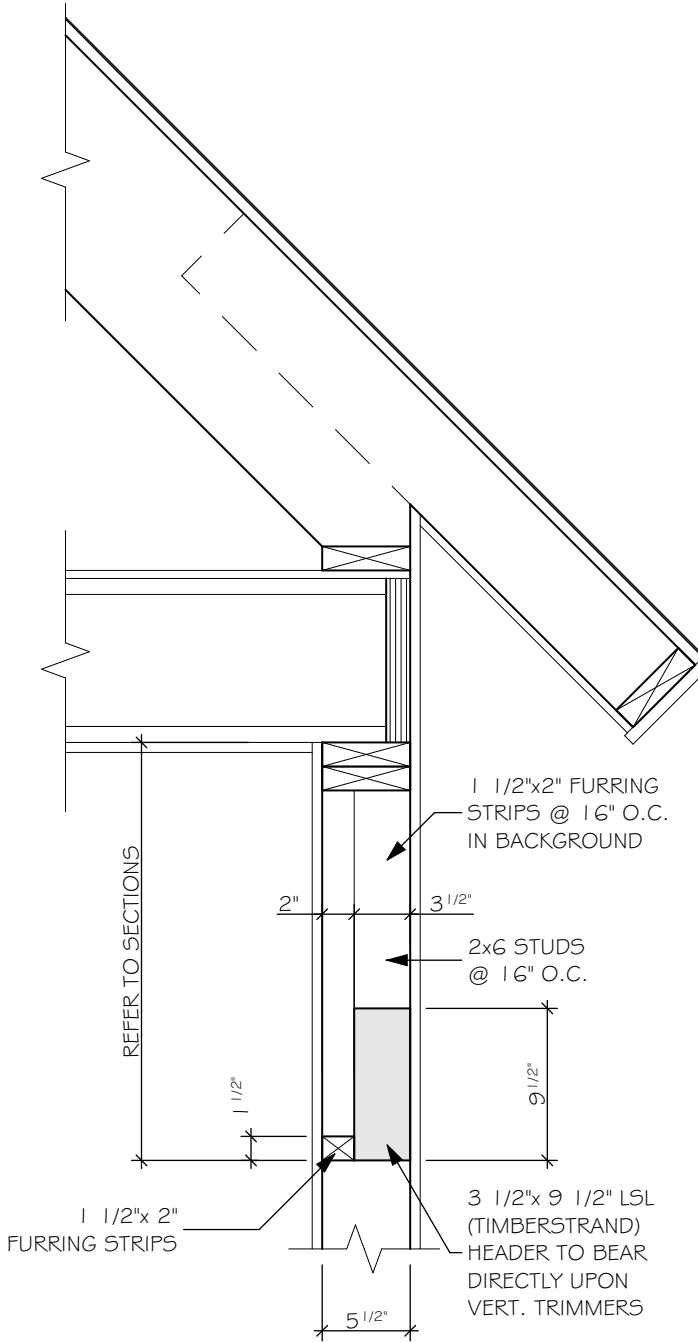 1 1/2"x2" FURRING
STRIPS @ 16" O.C.
IN BACKGROUND
2" 3 1/2"
2x6 STUDS
@ 16" O.C.
REFER TO SECTIONS
1 1/2"
9 1/2"
1 1/2"x 2"
FURRING STRIPS
3 1/2"x 9 1/2" LSL
(TIMBERSTRAND)
HEADER TO BEAR
DIRECTLY UPON
VERT. TRIMMERS
5 1/2"